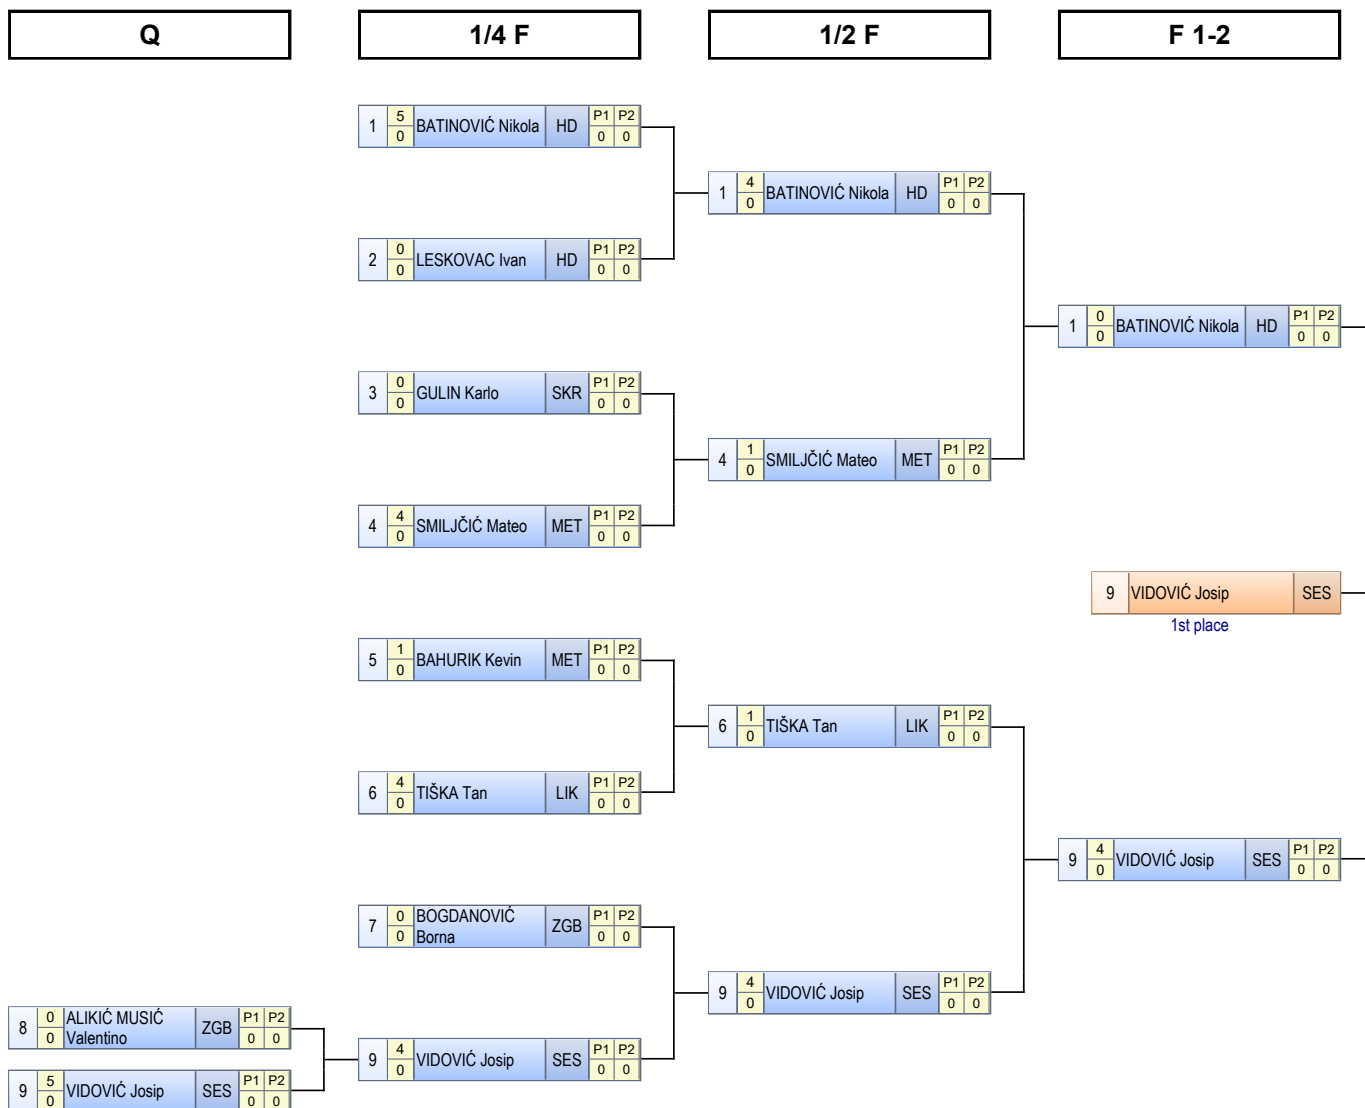 Q 1/4 F 1/2 F F 1-2
1 5 0 BATINOVIĆ Nikola HD P1 P2 0 0
1 4 0 BATINOVIĆ Nikola HD P1 P2 0 0
2 0 0 LESKOVAC Ivan HD P1 P2 0 0
1 0 0 BATINOVIĆ Nikola HD P1 P2 0 0
3 0 0 GULIN Karlo SKR P1 P2 0 0
4 1 0 SMILJČIĆ Mateo MET P1 P2 0 0
4 4 0 SMILJČIĆ Mateo MET P1 P2 0 0
9 VIDOVIĆ Josip SES
1st place
5 1 0 BAHURIK Kevin MET P1 P2 0 0
6 1 0 TIŠKA Tan LIK P1 P2 0 0
6 4 0 TIŠKA Tan LIK P1 P2 0 0
9 4 0 VIDOVIĆ Josip SES P1 P2 0 0
7 0 0 BOGDANOVIĆ Borna ZGB P1 P2 0 0
9 4 0 VIDOVIĆ Josip SES P1 P2 0 0
8 0 0 ALIKIĆ MUSIĆ Valentino ZGB P1 P2 0 0
9 4 0 VIDOVIĆ Josip SES P1 P2 0 0
9 5 0 VIDOVIĆ Josip SES P1 P2 0 0